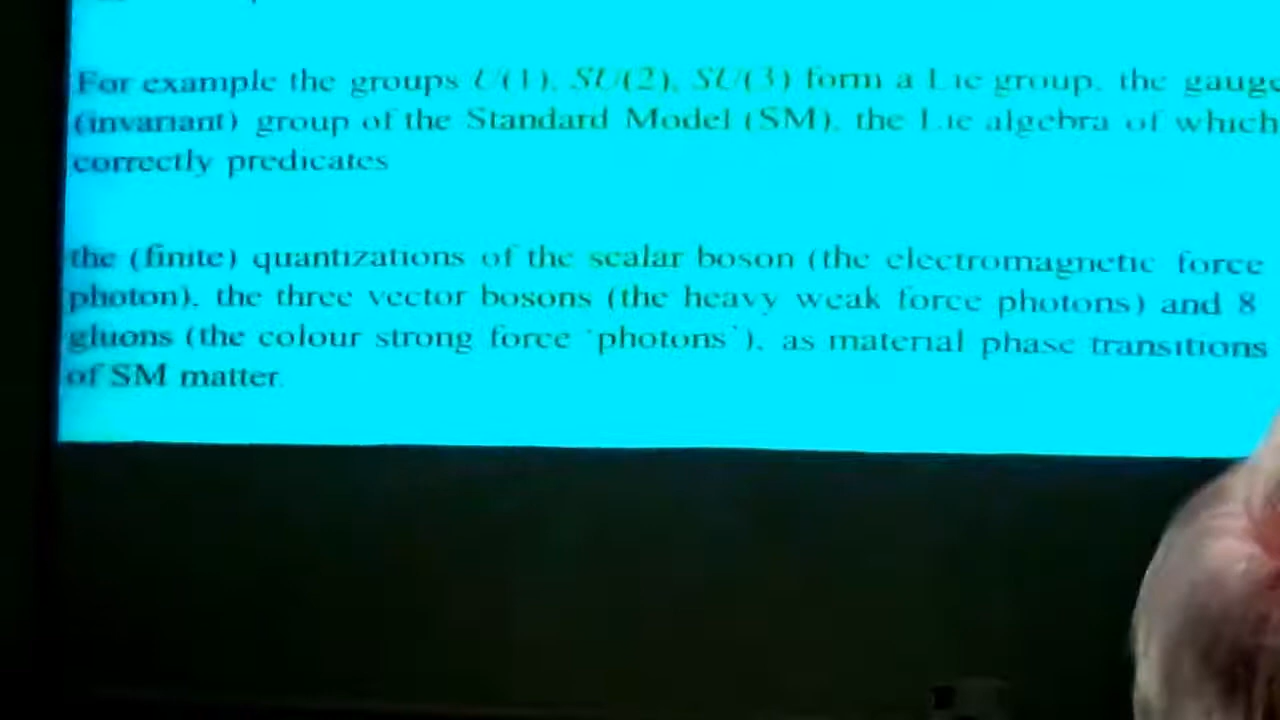 For example the groups U(1), SU(2), SU(3) form a Lie group, the gauge
(invariant) group of the Standard Model (SM), the Lie algebra of which
correctly predicates
the (finite) quantizations of the scalar boson (the electromagnetic force
photon), the three vector bosons (the heavy weak force photons) and 8
gluons (the colour strong force 'photons'), as material phase transitions
of SM matter.